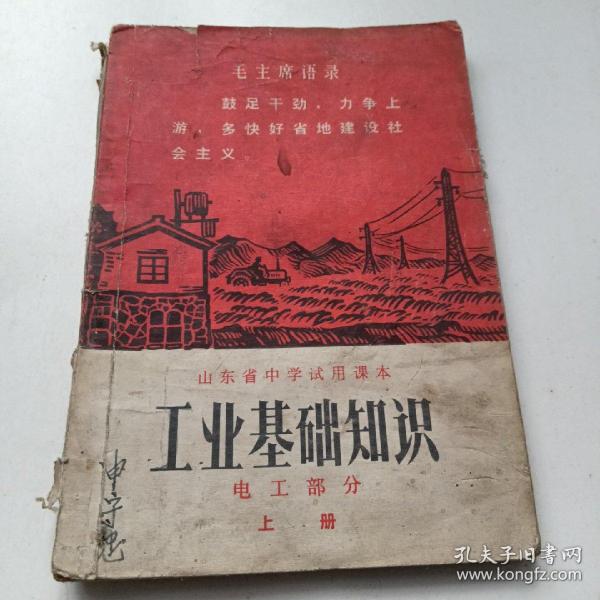 毛主席语录
鼓足干劲，力争上
游，多快好省地建设社
会主义
山东省中学试用课本
工业基础知识
电工部分
上册
孔夫子旧书网
www.kongfz.com